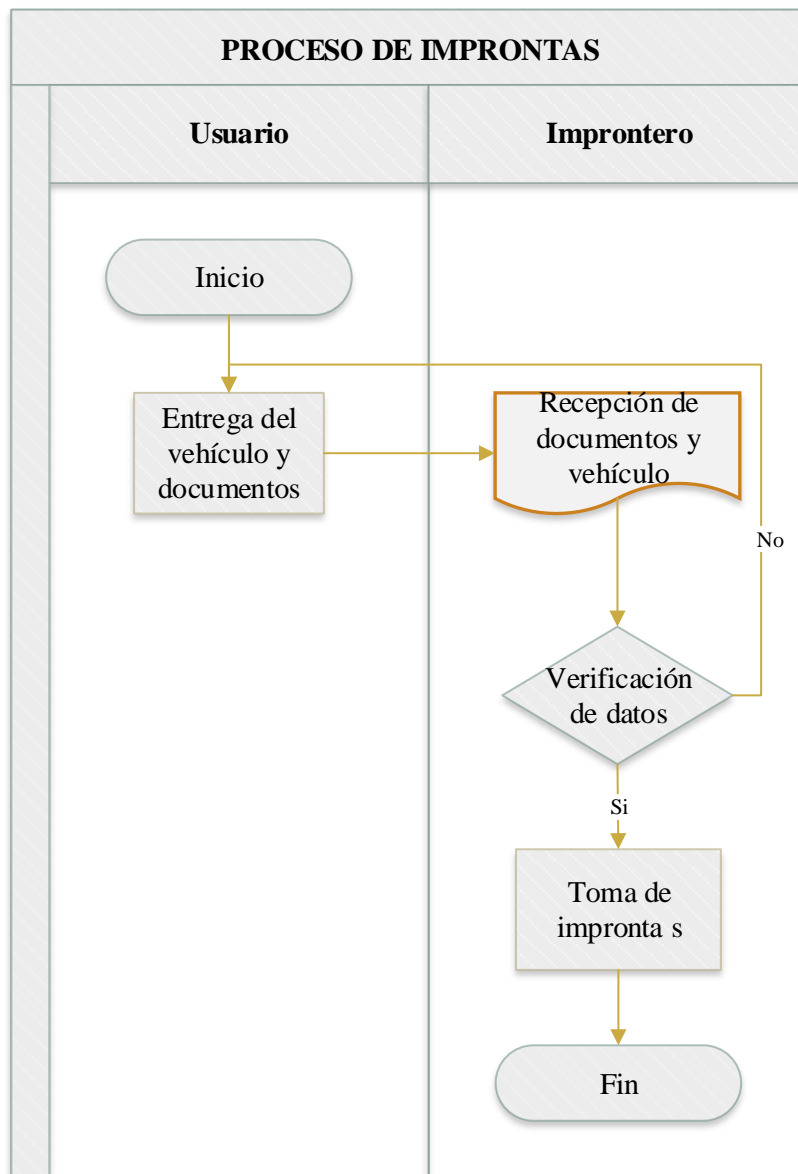 PROCESO DE IMPRONTAS
Usuario
Improntero
Inicio
Entrega del
vehículo y
documentos
Recepción de
documentos y
vehículo
No
Verificación
de datos
Si
Toma de
impronta s
Fin